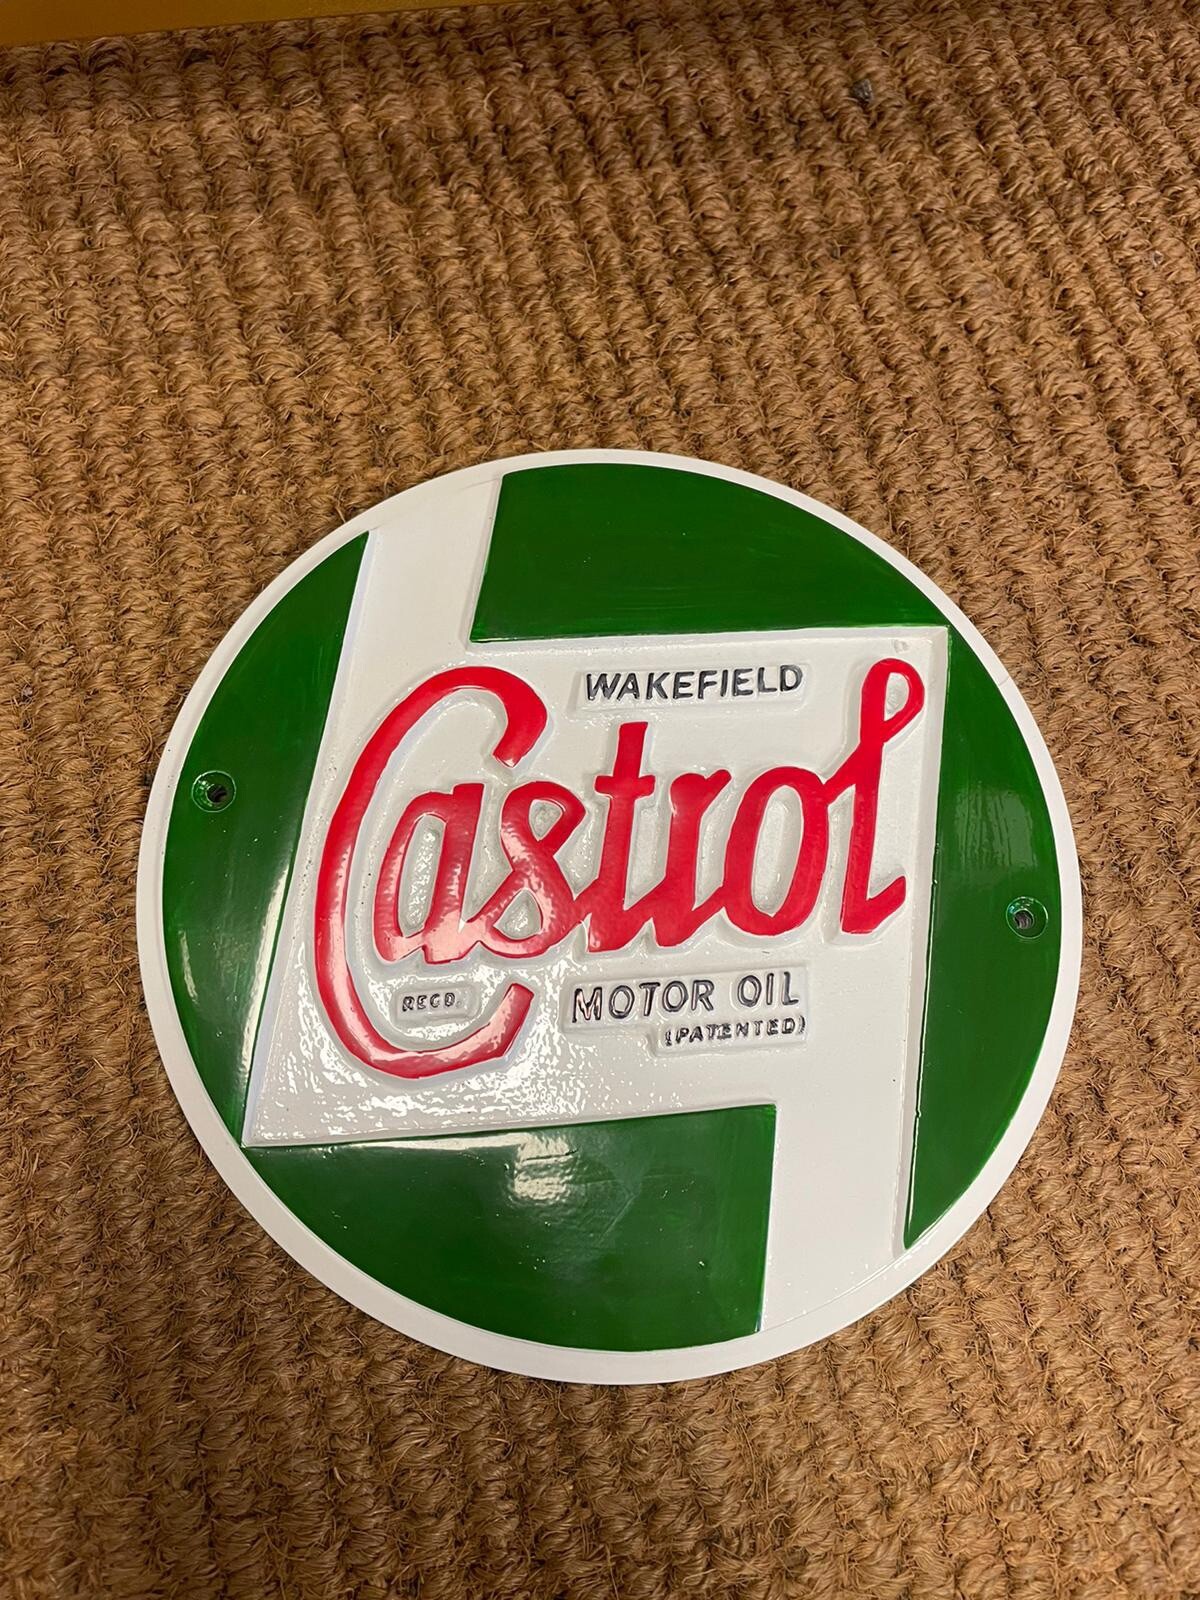 WAKEFIELD
Castrol
REGD.
MOTOR OIL
(PATENTED)